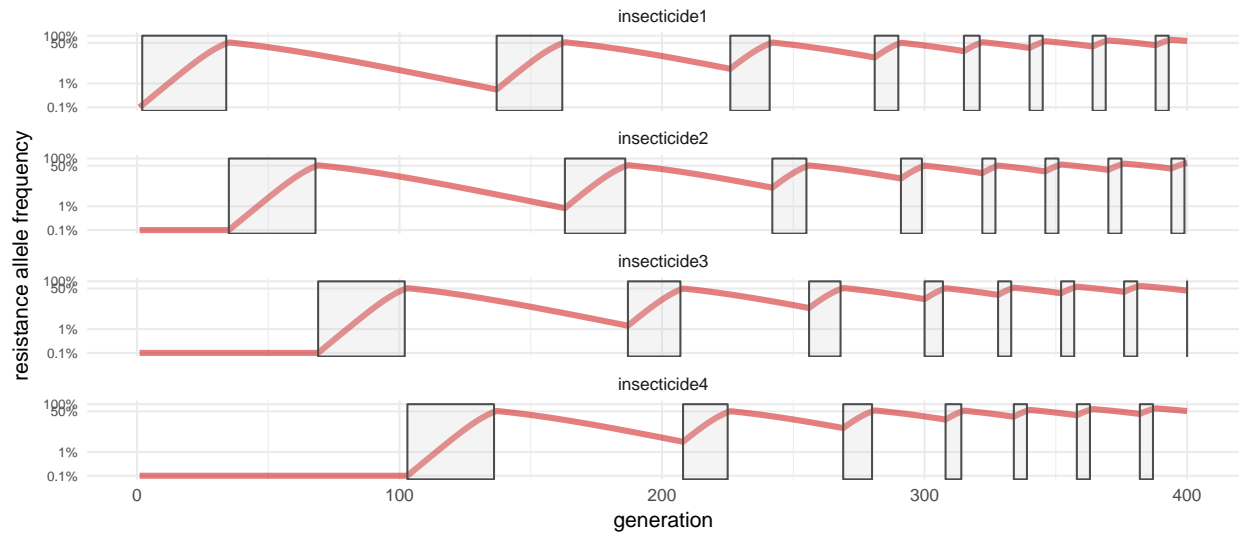 insecticide1
100%
50%
1%
0.1%
insecticide2
100%
50%
1%
0.1%
insecticide3
100%
50%
1%
0.1%
insecticide4
100%
50%
1%
0.1%
resistance allele frequency
0 100 200 300 400
generation